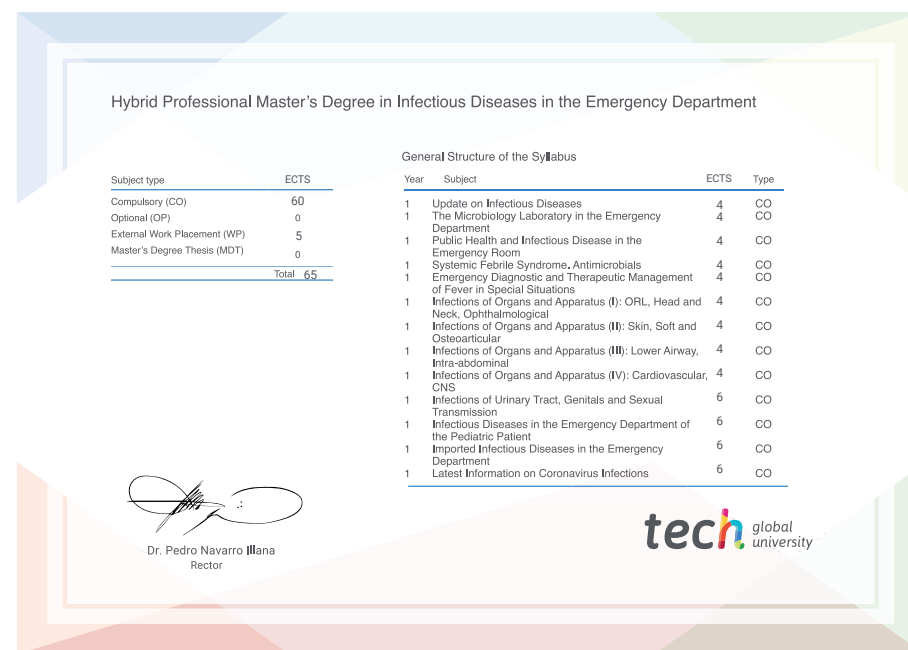 Hybrid Professional Master's Degree in Infectious Diseases in the Emergency Department
Subject type ECTS
Compulsory (CO) 60
Optional (OP) 0
External Work Placement (WP) 5
Master's Degree Thesis (MDT) 0
Total 65
General Structure of the Syllabus
Year Subject ECTS Type
1 Update on Infectious Diseases 4 CO
1 The Microbiology Laboratory in the Emergency 4 CO
Department
1 Public Health and Infectious Disease in the 4 CO
Emergency Room
1 Systemic Febrile Syndrome. Antimicrobials 4 CO
1 Emergency Diagnostic and Therapeutic Management 4 CO
of Fever in Special Situations
1 Infections of Organs and Apparatus (I): ORL, Head and 4 CO
Neck, Ophthalmological
1 Infections of Organs and Apparatus (II): Skin, Soft and 4 CO
Osteoarticular
1 Infections of Organs and Apparatus (III): Lower Airway, 4 CO
Intra-abdominal
1 Infections of Organs and Apparatus (IV): Cardiovascular, 4 CO
CNS
1 Infections of Urinary Tract, Genitals and Sexual 6 CO
Transmission
1 Infectious Diseases in the Emergency Department of 6 CO
the Pediatric Patient
1 Imported Infectious Diseases in the Emergency 6 CO
Department
1 Latest Information on Coronavirus Infections 6 CO
Dr. Pedro Navarro Illana
Rector
tech global
university